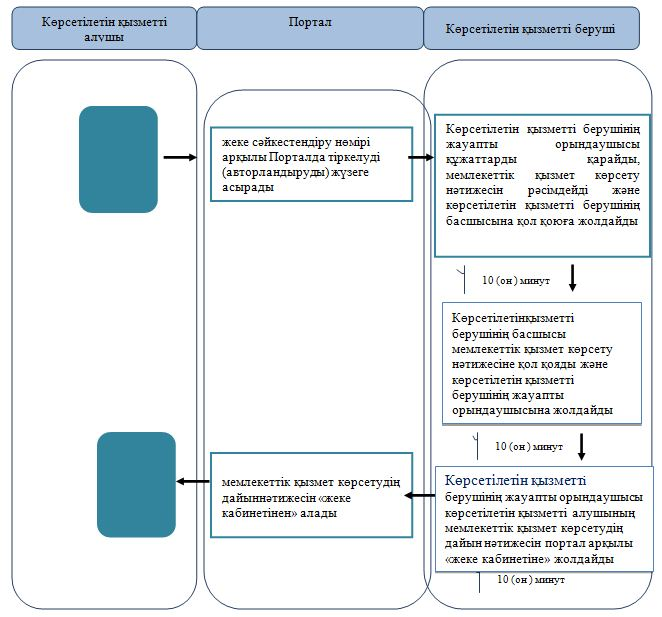 Көрсетілетін қызметті
алушы
Портал
Көрсетілетін қызметті беруші
жеке сәйкестендіру нөмірі
арқылы Порталда тіркелуді
(авторландыруды) жүзеге
асырады
Көрсетілетін қызметті берушінің
жауапты орындаушысы
құжаттарды қарайды,
мемлекеттік қызмет көрсету
нәтижесін рәсімдейді және
көрсетілетін қызметті берушінің
басшысына қол қоюға жолдайды
10 (он) минут
Көрсетілетінқызметті
берушінің басшысы
мемлекеттік қызмет көрсету
нәтижесіне қол қояды және
көрсетілетін қызметті
берушінің жауапты
орындаушысына жолдайды
10 (он) минут
Көрсетілетін қызметті
берушінің жауапты орындаушысы
көрсетілетін қызметті алушының
мемлекеттік қызмет көрсетудің
дайын нәтижесін портал арқылы
«жеке кабинетіне» жолдайды
мемлекеттік қызмет көрсетудің
дайыннәтижесін «жеке
кабинетінен» алады
10 (он) минут